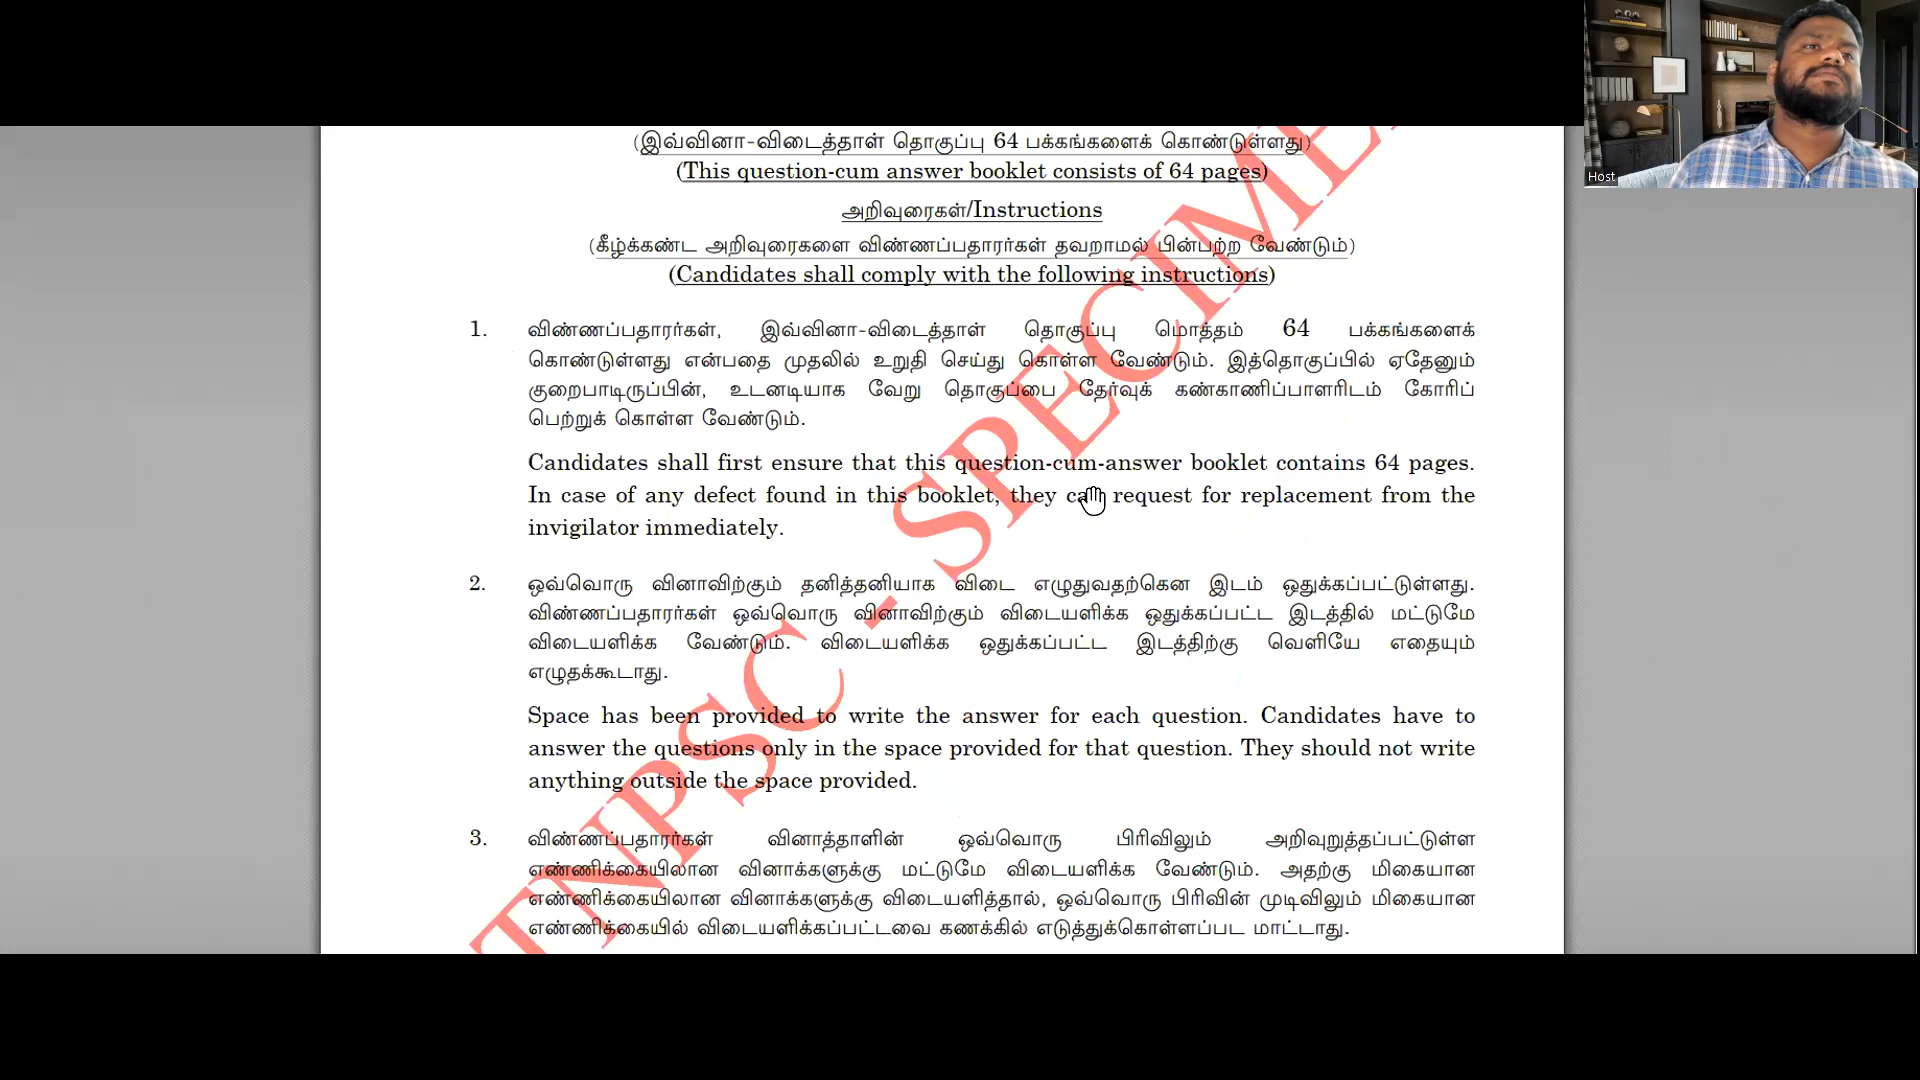 Host
(இவ்வினா-விடைத்தாள் தொகுப்பு 64 பக்கங்களைக் கொண்டுள்ளது)
(This question-cum answer booklet consists of 64 pages)
அறிவுரைகள்/Instructions
(கீழ்க்கண்ட அறிவுரைகளை விண்ணப்பதாரர்கள் தவறாமல் பின்பற்ற வேண்டும்)
(Candidates shall comply with the following instructions)
1. விண்ணப்பதாரர்கள், இவ்வினா-விடைத்தாள் தொகுப்பு மொத்தம் 64 பக்கங்களைக்
கொண்டுள்ளது என்பதை முதலில் உறுதி செய்து கொள்ள வேண்டும். இத்தொகுப்பில் ஏதேனும்
குறைபாடிருப்பின், உடனடியாக வேறு தொகுப்பை தேர்வுக் கண்காணிப்பாளரிடம் கோரிப்
பெற்றுக் கொள்ள வேண்டும்.
Candidates shall first ensure that this question-cum-answer booklet contains 64 pages.
In case of any defect found in this booklet, they can request for replacement from the
invigilator immediately.
2. ஒவ்வொரு வினாவிற்கும் தனித்தனியாக விடை எழுதுவதற்கென இடம் ஒதுக்கப்பட்டுள்ளது.
விண்ணப்பதாரர்கள் ஒவ்வொரு வினாவிற்கும் விடையளிக்க ஒதுக்கப்பட்ட இடத்தில் மட்டுமே
விடையளிக்க வேண்டும். விடையளிக்க ஒதுக்கப்பட்ட இடத்திற்கு வெளியே எதையும்
எழுதக்கூடாது.
Space has been provided to write the answer for each question. Candidates have to
answer the questions only in the space provided for that question. They should not write
anything outside the space provided.
3. விண்ணப்பதாரர்கள் வினாத்தாளின் ஒவ்வொரு பிரிவிலும் அறிவுறுத்தப்பட்டுள்ள
எண்ணிக்கையிலான வினாக்களுக்கு மட்டுமே விடையளிக்க வேண்டும். அதற்கு மிகையான
எண்ணிக்கையிலான வினாக்களுக்கு விடையளித்தால், ஒவ்வொரு பிரிவின் முடிவிலும் மிகையான
எண்ணிக்கையில் விடையளிக்கப்பட்டவை கணக்கில் எடுத்துக்கொள்ளப்பட மாட்டாது.
TNPSC - SPECIME